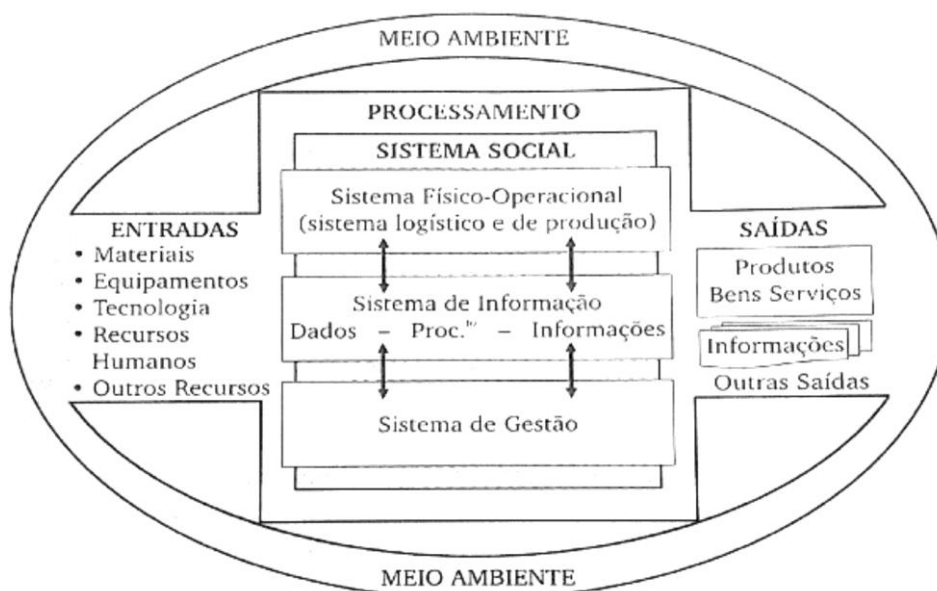 MEIO AMBIENTE
PROCESSAMENTO
SISTEMA SOCIAL
Sistema Físico-Operacional
(sistema logístico e de produção)
Sistema de Informação
Dados – Proc.to – Informações
Sistema de Gestão
ENTRADAS
• Materiais
• Equipamentos
• Tecnologia
• Recursos
Humanos
• Outros Recursos
SAÍDAS
Produtos
Bens Serviços
Informações
Outras Saídas
MEIO AMBIENTE